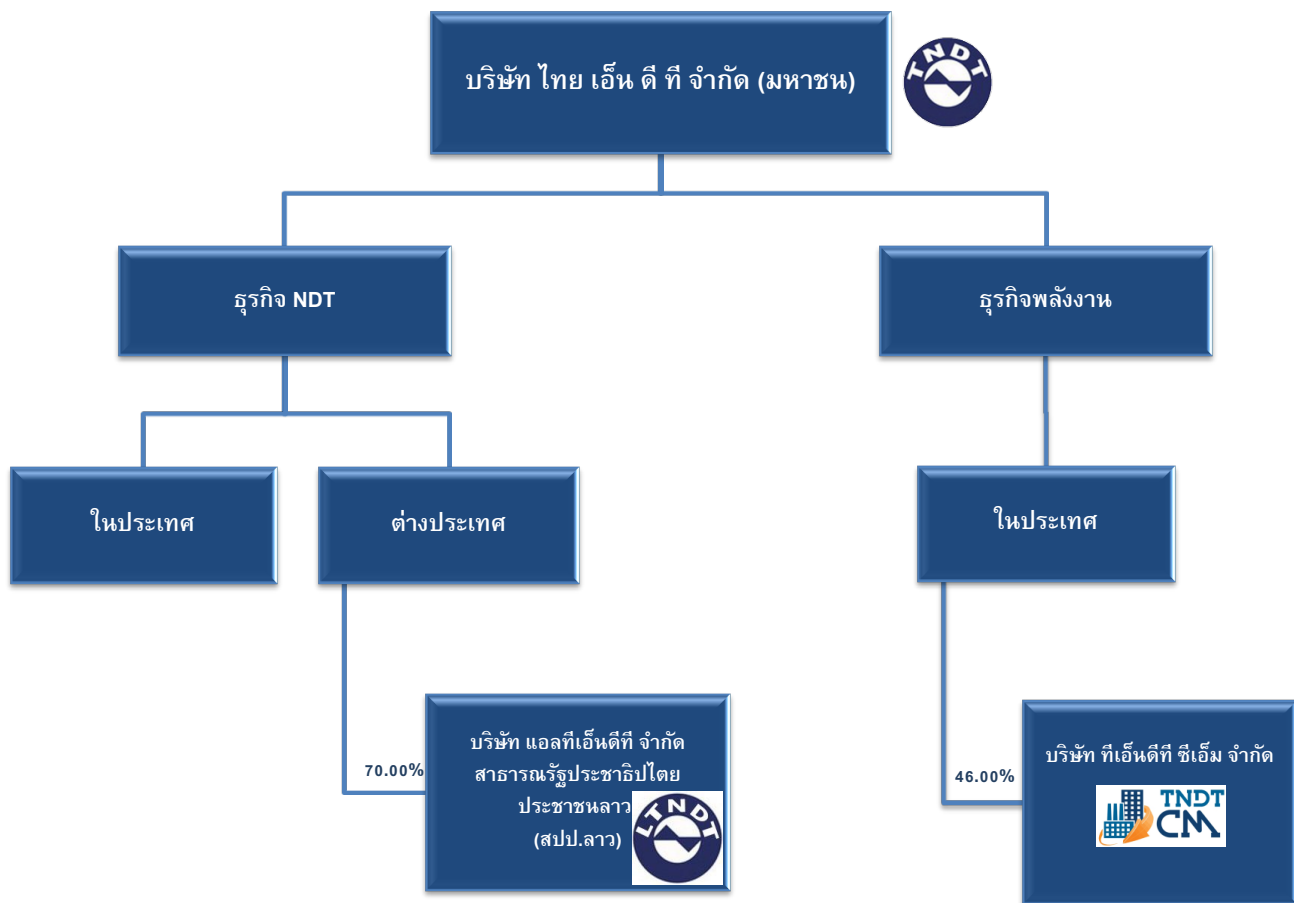 บริษัท ไทย เอ็น ดี ที จำกัด (มหาชน)
TNDT
ธุรกิจ NDT
ธุรกิจพลังงาน
ในประเทศ
ต่างประเทศ
ในประเทศ
70.00%
บริษัท แอลทีเอ็นดีที จำกัด
สาธารณรัฐประชาธิปไตย
ประชาชนลาว
(สปป.ลาว)
LTNDT
46.00%
บริษัท ทีเอ็นดีที ซีเอ็ม จำกัด
TNDT
CM